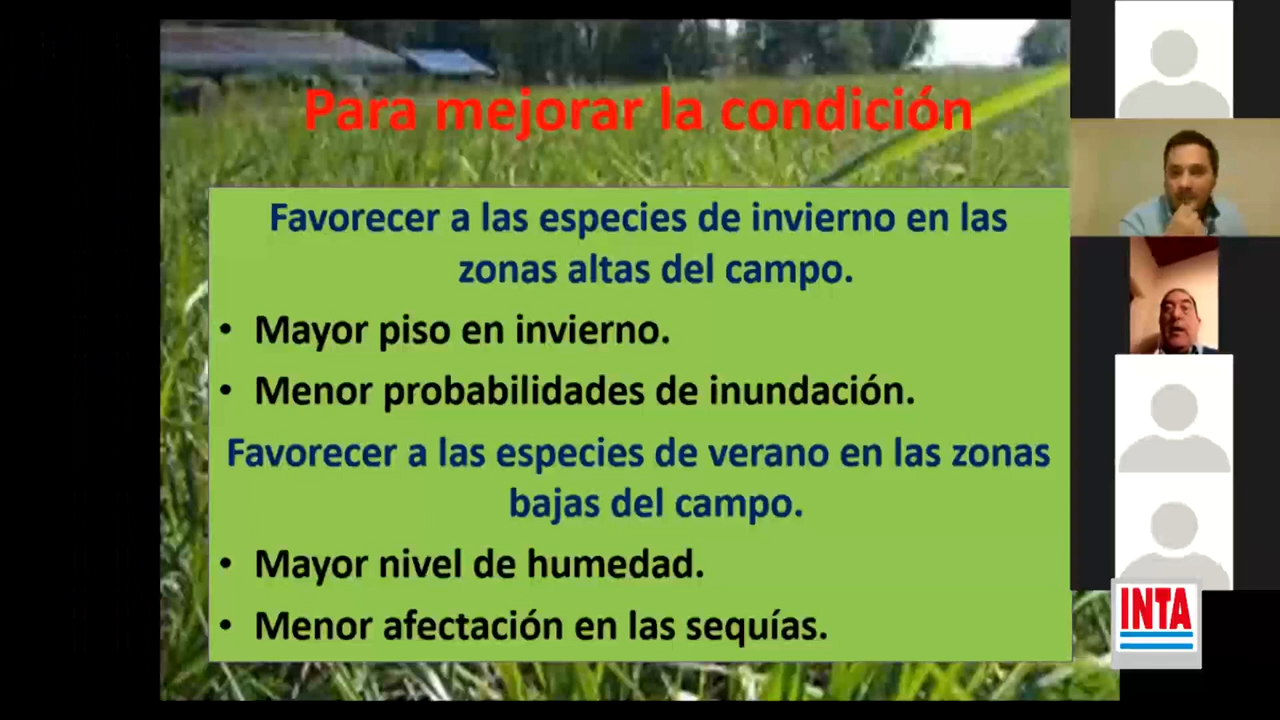 Para mejorar la condición
Favorecer a las especies de invierno en las
zonas altas del campo.
• Mayor piso en invierno.
• Menor probabilidades de inundación.
Favorecer a las especies de verano en las zonas
bajas del campo.
• Mayor nivel de humedad.
• Menor afectación en las sequías.
INTA